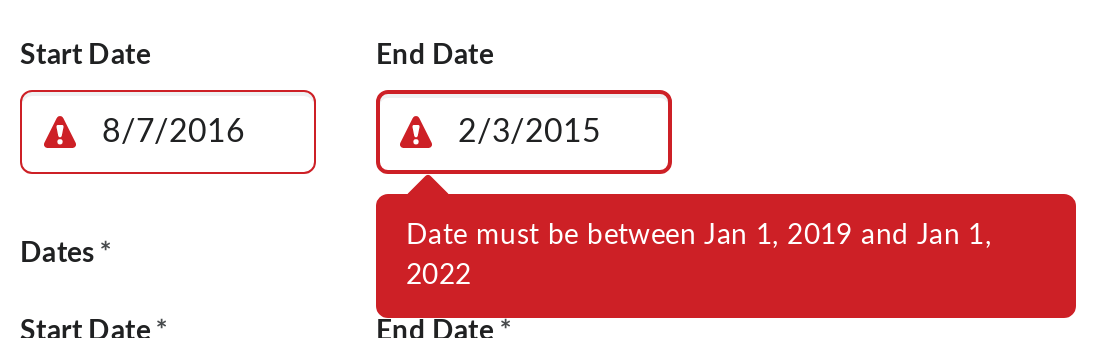 Start Date
End Date
8/7/2016
2/3/2015
Date must be between Jan 1, 2019 and Jan 1,
2022
Dates *
Start Date *
End Date *